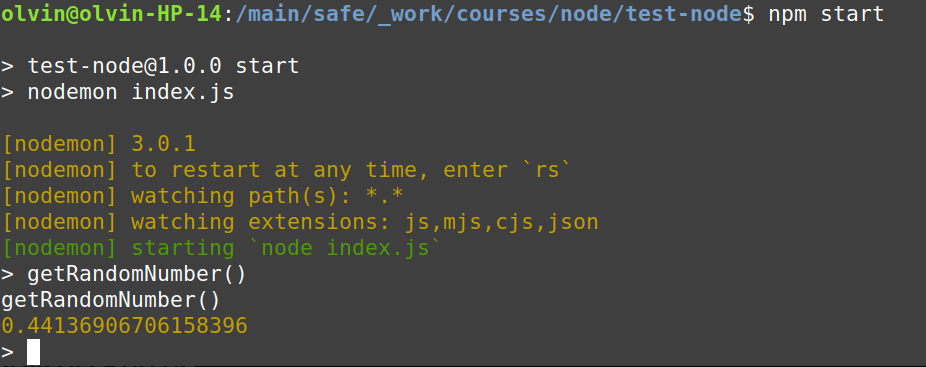 olvin@olvin-HP-14:/main/safe/_work/courses/node/test-node$ npm start
> test-node@1.0.0 start
> nodemon index.js
[nodemon] 3.0.1
[nodemon] to restart at any time, enter `rs`
[nodemon] watching path(s): *.*
[nodemon] watching extensions: js,mjs,cjs,json
[nodemon] starting `node index.js`
> getRandomNumber()
getRandomNumber()
0.44136906706158396
>